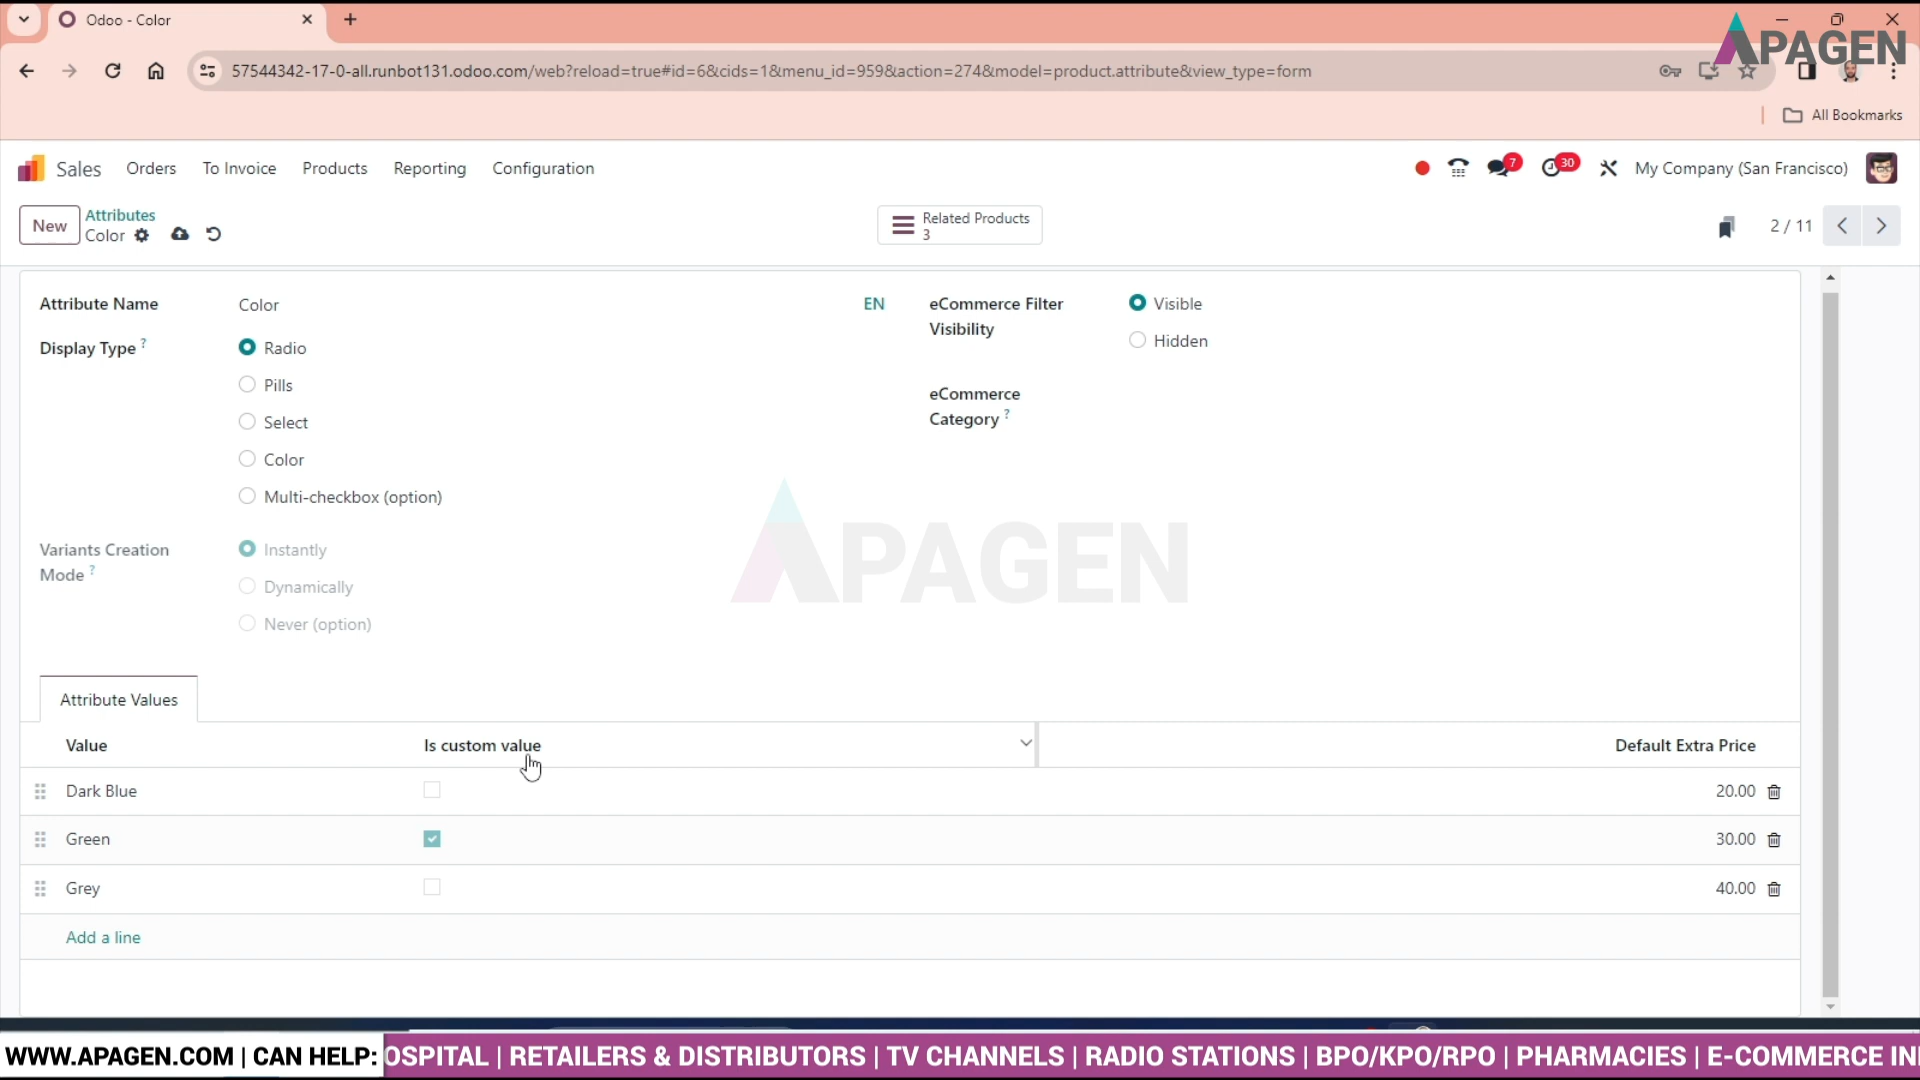 Odoo - Color
APAGEN
57544342-17-0-all.runbot131.odoo.com/web?reload=true#id=6&cids=1&menu_id=959&action=274&model=product.attribute&view_type=form
All Bookmarks
Sales Orders To Invoice Products Reporting Configuration 7 30 My Company (San Francisco)
New Attributes
Color
Related Products
3
2 / 11
Attribute Name Color EN eCommerce Filter Visibility Visible
Hidden
Display Type ? Radio
Pills
Select
Color
Multi-checkbox (option)
eCommerce
Category ?
Variants Creation
Mode ?
Instantly
Dynamically
Never (option)
APAGEN
Attribute Values
Value Is custom value Default Extra Price
Dark Blue 20.00
Green 30.00
Grey 40.00
Add a line
WWW.APAGEN.COM | CAN HELP: OSPITAL | RETAILERS & DISTRIBUTORS | TV CHANNELS | RADIO STATIONS | BPO/KPO/RPO | PHARMACIES | E-COMMERCE IN